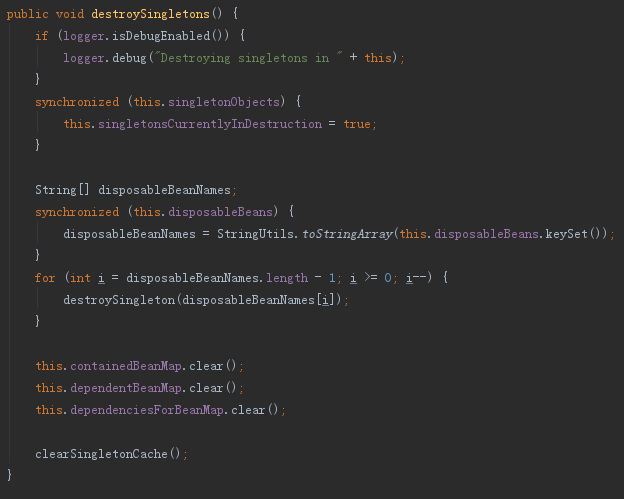 public void destroySingletons() {
if (logger.isDebugEnabled()) {
logger.debug("Destroying singletons in " + this);
}
synchronized (this.singletonObjects) {
this.singletonsCurrentlyInDestruction = true;
}
String[] disposableBeanNames;
synchronized (this.disposableBeans) {
disposableBeanNames = StringUtils.toStringArray(this.disposableBeans.keySet());
}
for (int i = disposableBeanNames.length - 1; i >= 0; i--) {
destroySingleton(disposableBeanNames[i]);
}
this.containedBeanMap.clear();
this.dependentBeanMap.clear();
this.dependenciesForBeanMap.clear();
clearSingletonCache();
}